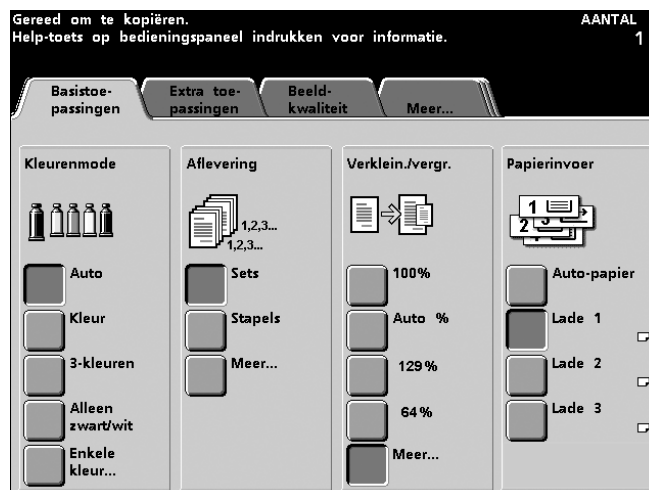 Gereed om te kopiëren.
AANTAL
Help-toets op bedieningspaneel indrukken voor informatie.
1
Basistoe-
passingen
Extra toe-
passingen
Beeld-
kwaliteit
Meer...
Kleurenmode
Auto
Kleur
3-kleuren
Alleen
zwart/wit
Enkele
kleur...
Aflevering
1,2,3...
1,2,3...
Sets
Stapels
Meer...
Verklein./vergr.
100%
Auto %
129%
64%
Meer...
Papierinvoer
1
2
3
Auto-papier
Lade 1
Lade 2
Lade 3